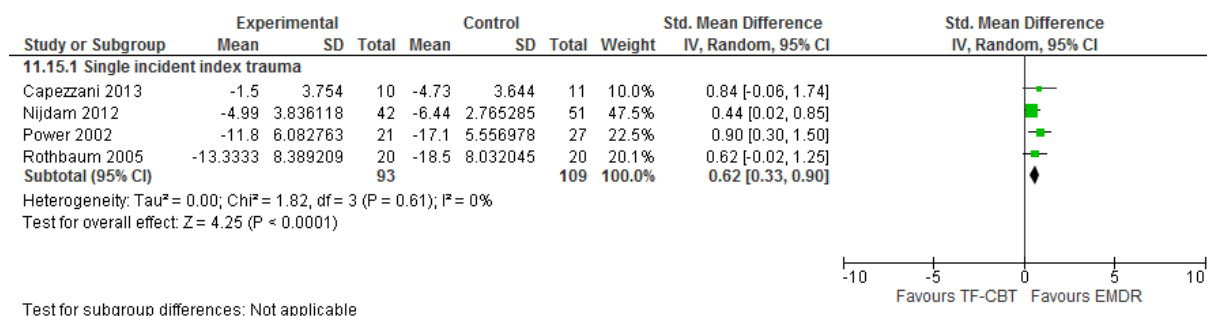 Experimental Control Std. Mean Difference Std. Mean Difference
Study or Subgroup Mean SD Total Mean SD Total Weight IV, Random, 95% CI IV, Random, 95% CI
11.15.1 Single incident index trauma
Capezzani 2013 -1.5 3.754 10 -4.73 3.644 11 10.0% 0.84 [-0.06, 1.74]
Nijdam 2012 -4.99 3.836118 42 -6.44 2.765285 51 47.5% 0.44 [0.02, 0.85]
Power 2002 -11.8 6.082763 21 -17.1 5.556978 27 22.5% 0.90 [0.30, 1.50]
Rothbaum 2005 -13.3333 8.389209 20 -18.5 8.032045 20 20.1% 0.62 [-0.02, 1.25]
Subtotal (95% CI) 93 109 100.0% 0.62 [0.33, 0.90]
Heterogeneity: Tau² = 0.00; Chi² = 1.82, df = 3 (P = 0.61); I² = 0%
Test for overall effect: Z = 4.25 (P < 0.0001)
-10 -5 0 5 10
Favours TF-CBT Favours EMDR
Test for subgroup differences: Not applicable